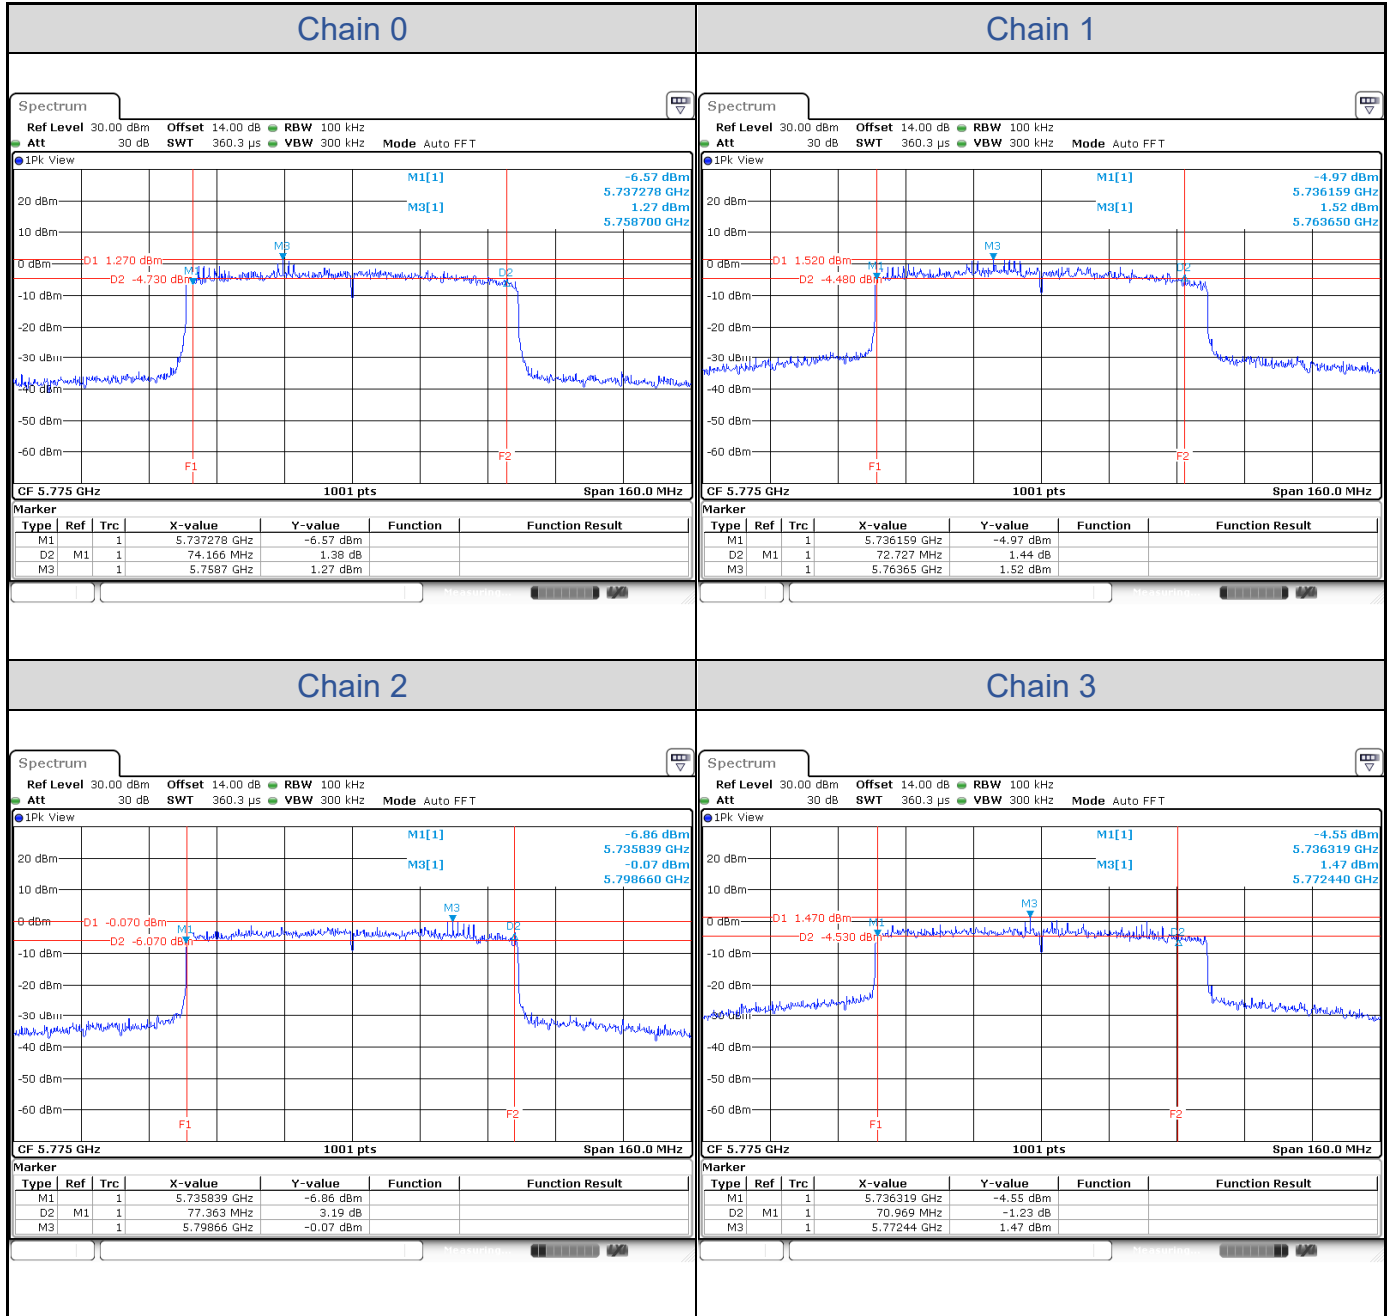 Chain 0
Chain 1
Spectrum
Ref Level 30.00 dBm Offset 14.00 dB RBW 100 kHz
Att 30 dB SWT 360.3 µs VBW 300 kHz Mode Auto FFT
1Pk View
M1[1] -6.57 dBm
5.737278 GHz
M3[1] 1.27 dBm
5.758700 GHz
20 dBm
10 dBm
M3
0 dBm
D1 1.270 dBm
M1
D2
D2 -4.730 dBm
-10 dBm
-20 dBm
-30 dBm
-40 dBm
-50 dBm
-60 dBm
F1
F2
CF 5.775 GHz 1001 pts Span 160.0 MHz
Marker
Type Ref Trc X-value Y-value Function Function Result
M1 1 5.737278 GHz -6.57 dBm
D2 M1 1 74.166 MHz 1.38 dB
M3 1 5.7587 GHz 1.27 dBm
Measuring...
Spectrum
Ref Level 30.00 dBm Offset 14.00 dB RBW 100 kHz
Att 30 dB SWT 360.3 µs VBW 300 kHz Mode Auto FFT
1Pk View
M1[1] -4.97 dBm
5.736159 GHz
M3[1] 1.52 dBm
5.763650 GHz
20 dBm
10 dBm
M3
0 dBm
D1 1.520 dBm
M1
D2
D2 -4.480 dBm
-10 dBm
-20 dBm
-30 dBm
-40 dBm
-50 dBm
-60 dBm
F1
F2
CF 5.775 GHz 1001 pts Span 160.0 MHz
Marker
Type Ref Trc X-value Y-value Function Function Result
M1 1 5.736159 GHz -4.97 dBm
D2 M1 1 72.727 MHz 1.44 dB
M3 1 5.76365 GHz 1.52 dBm
Measuring...
Chain 2
Chain 3
Spectrum
Ref Level 30.00 dBm Offset 14.00 dB RBW 100 kHz
Att 30 dB SWT 360.3 µs VBW 300 kHz Mode Auto FFT
1Pk View
M1[1] -6.86 dBm
5.735839 GHz
M3[1] -0.07 dBm
5.798660 GHz
20 dBm
10 dBm
M3
0 dBm
D1 -0.070 dBm
M1
D2
D2 -6.070 dBm
-10 dBm
-20 dBm
-30 dBm
-40 dBm
-50 dBm
-60 dBm
F1
F2
CF 5.775 GHz 1001 pts Span 160.0 MHz
Marker
Type Ref Trc X-value Y-value Function Function Result
M1 1 5.735839 GHz -6.86 dBm
D2 M1 1 77.363 MHz 3.19 dB
M3 1 5.79866 GHz -0.07 dBm
Measuring...
Spectrum
Ref Level 30.00 dBm Offset 14.00 dB RBW 100 kHz
Att 30 dB SWT 360.3 µs VBW 300 kHz Mode Auto FFT
1Pk View
M1[1] -4.55 dBm
5.736319 GHz
M3[1] 1.47 dBm
5.772440 GHz
20 dBm
10 dBm
M3
0 dBm
D1 1.470 dBm
M1
D2
D2 -4.530 dBm
-10 dBm
-20 dBm
-30 dBm
-40 dBm
-50 dBm
-60 dBm
F1
F2
CF 5.775 GHz 1001 pts Span 160.0 MHz
Marker
Type Ref Trc X-value Y-value Function Function Result
M1 1 5.736319 GHz -4.55 dBm
D2 M1 1 70.969 MHz -1.23 dB
M3 1 5.77244 GHz 1.47 dBm
Measuring...